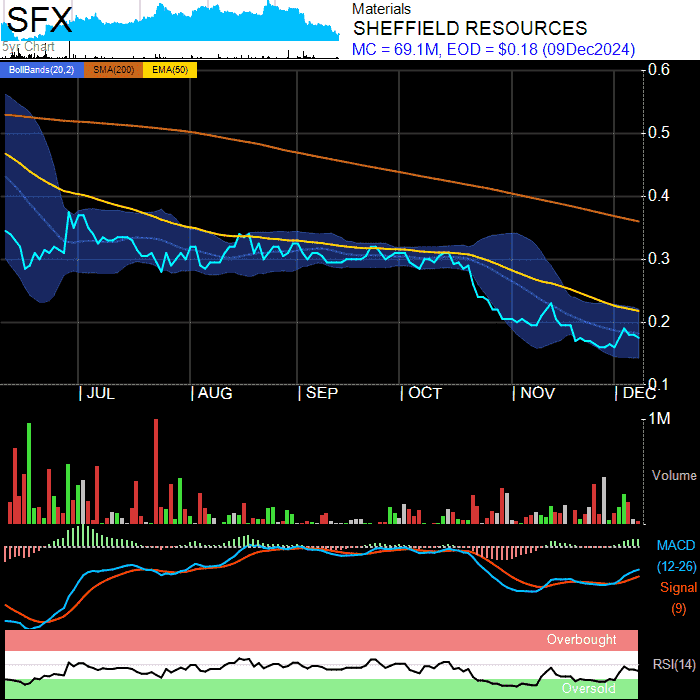 SFX
5yr Chart
Materials
SHEFFIELD RESOURCES
MC = 69.1M, EOD = $0.18 (09Dec2024)
BollBands(20,2) SMA(200) EMA(50)
0.6
0.5
0.4
0.3
0.2
0.1
JUL AUG SEP OCT NOV DEC
1M
Volume
MACD
(12-26)
Signal
(9)
Overbought
RSI(14)
Oversold